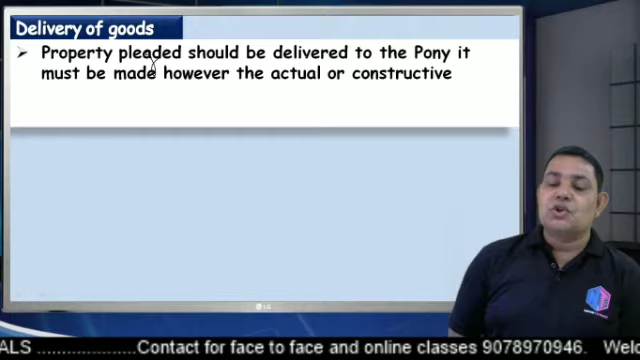 Delivery of goods
➢ Property pleaded should be delivered to the Pony it
must be made however the actual or constructive
LG
ALS ................ Contact for face to face and online classes 9078970946. Welc